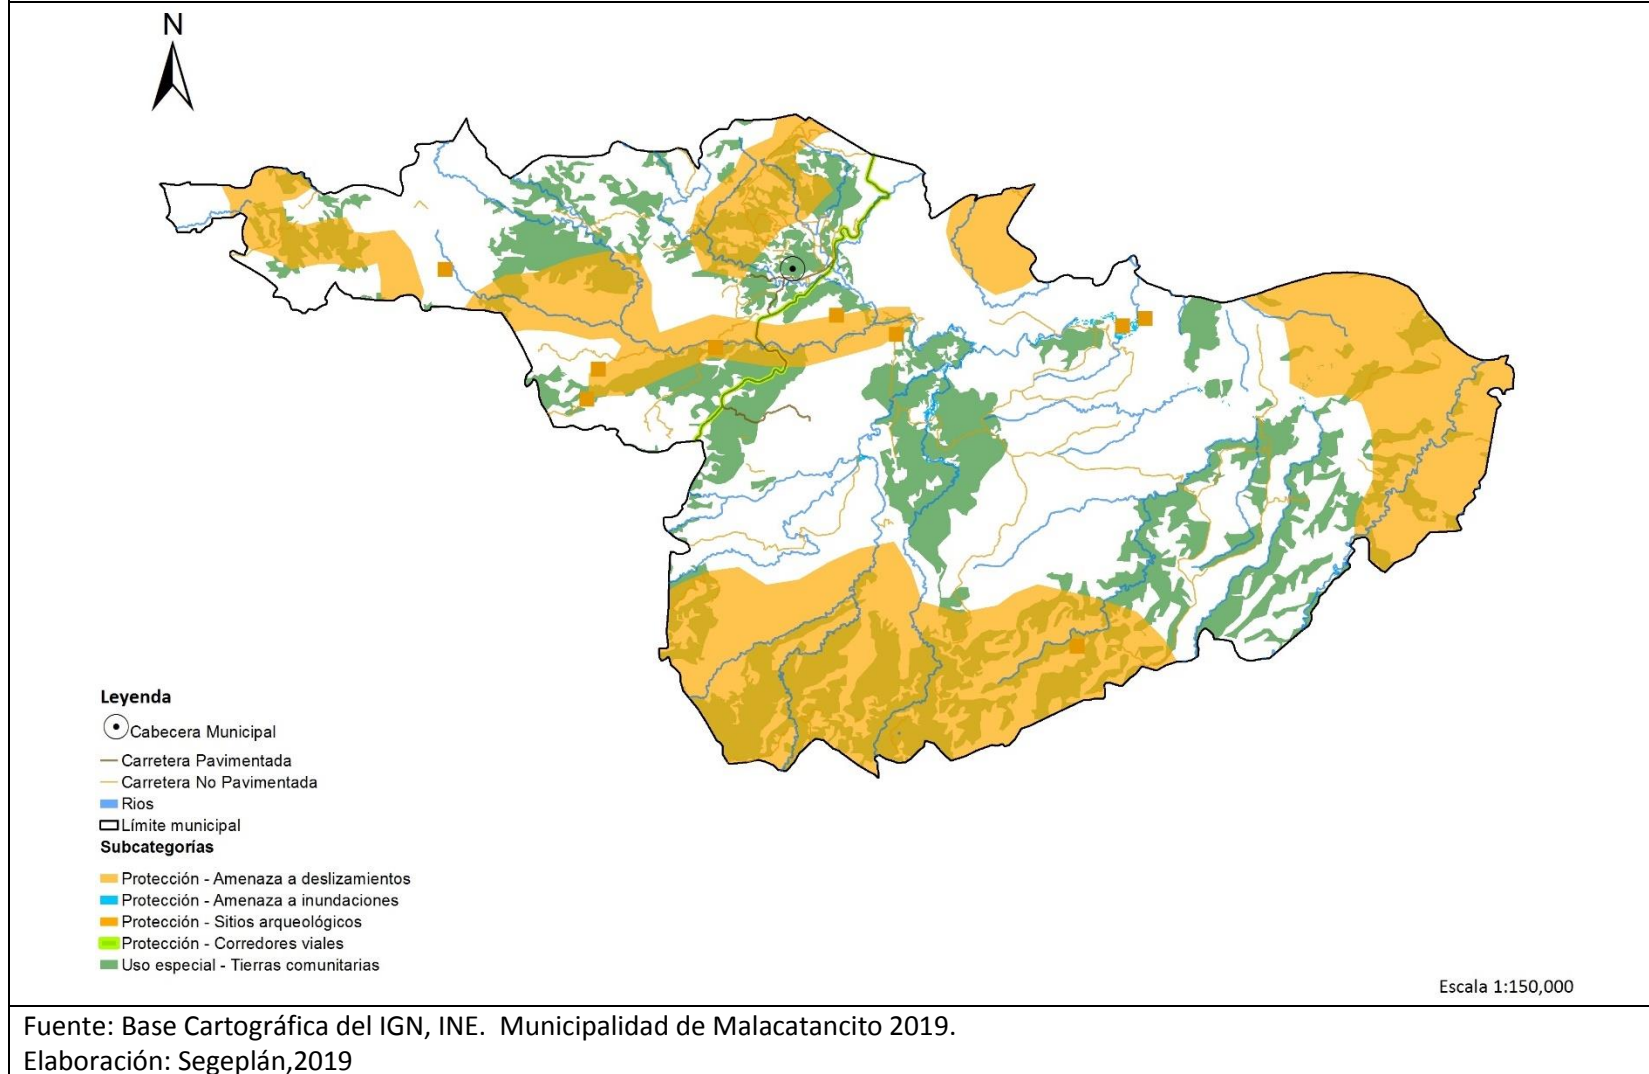 N
Leyenda
Cabecera Municipal
Carretera Pavimentada
Carretera No Pavimentada
Rios
Límite municipal
Subcategorías
Protección - Amenaza a deslizamientos
Protección - Amenaza a inundaciones
Protección - Sitios arqueológicos
Protección - Corredores viales
Uso especial - Tierras comunitarias
Escala 1:150,000
Fuente: Base Cartográfica del IGN, INE.  Municipalidad de Malacatancito 2019.
Elaboración: Segeplán,2019